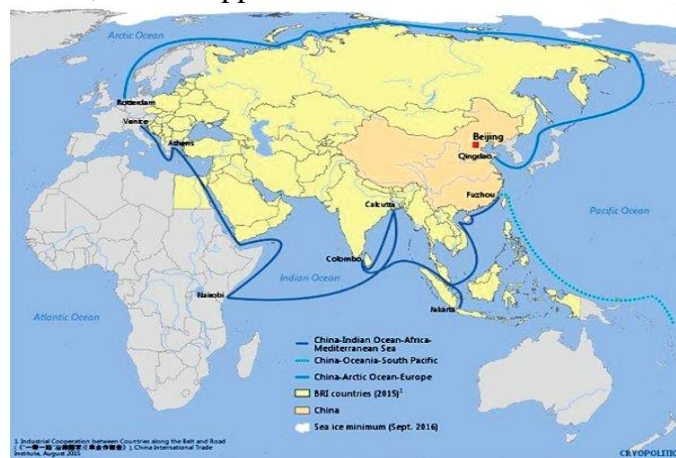 Arctic Ocean
Rotterdam
Venice
Athens
Beijing
Qingdao
Fuzhou
Calcutta
Pacific Ocean
Colombo
Indian Ocean
Nairobi
Jakarta
Atlantic Ocean
China-Indian Ocean-Africa-
Mediterranean Sea
China-Oceania-South Pacific
China-Arctic Ocean-Europe
BRI countries (2015)¹
China
Sea ice minimum (Sept. 2016)
1 Industrial Cooperation between Countries along the Belt and Road
China International Trade
Institute, August 2015
CRYOPOLITIC